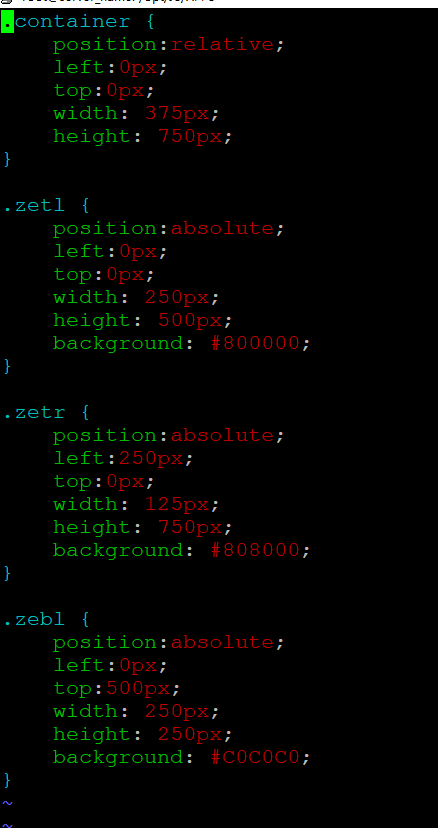 .container {
    position:relative;
    left:0px;
    top:0px;
    width: 375px;
    height: 750px;
}

.zetl {
    position:absolute;
    left:0px;
    top:0px;
    width: 250px;
    height: 500px;
    background: #800000;
}

.zetr {
    position:absolute;
    left:250px;
    top:0px;
    width: 125px;
    height: 750px;
    background: #808000;
}

.zebl {
    position:absolute;
    left:0px;
    top:500px;
    width: 250px;
    height: 250px;
    background: #C0C0C0;
}
~
~